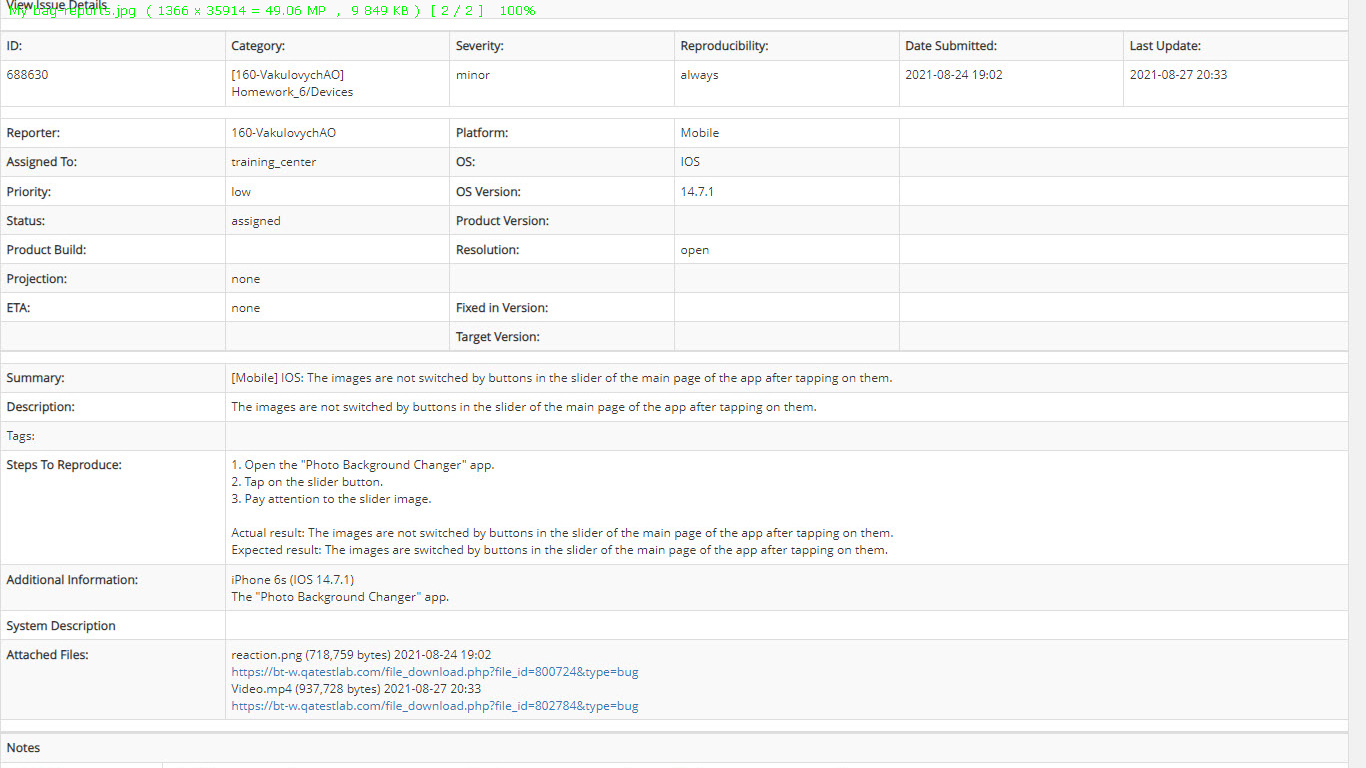 View Issue Details
My bag-reports.jpg ( 1366 x 35914 = 49.06 MP , 9 849 KB ) [ 2 / 2 ] 100%
ID: Category: Severity: Reproducibility: Date Submitted: Last Update:
688630 [160-VakulovychAO] minor always 2021-08-24 19:02 2021-08-27 20:33
Homework_6/Devices
Reporter: 160-VakulovychAO Platform: Mobile
Assigned To: training_center OS: IOS
Priority: low OS Version: 14.7.1
Status: assigned Product Version:
Product Build: Resolution: open
Projection: none
ETA: none Fixed in Version:
Target Version:
Summary: [Mobile] IOS: The images are not switched by buttons in the slider of the main page of the app after tapping on them.
Description: The images are not switched by buttons in the slider of the main page of the app after tapping on them.
Tags:
Steps To Reproduce: 1. Open the "Photo Background Changer" app.
2. Tap on the slider button.
3. Pay attention to the slider image.
Actual result: The images are not switched by buttons in the slider of the main page of the app after tapping on them.
Expected result: The images are switched by buttons in the slider of the main page of the app after tapping on them.
Additional Information: iPhone 6s (IOS 14.7.1)
The "Photo Background Changer" app.
System Description
Attached Files: reaction.png (718,759 bytes) 2021-08-24 19:02
https://bt-w.qatestlab.com/file_download.php?file_id=800724&type=bug
Video.mp4 (937,728 bytes) 2021-08-27 20:33
https://bt-w.qatestlab.com/file_download.php?file_id=802784&type=bug
Notes